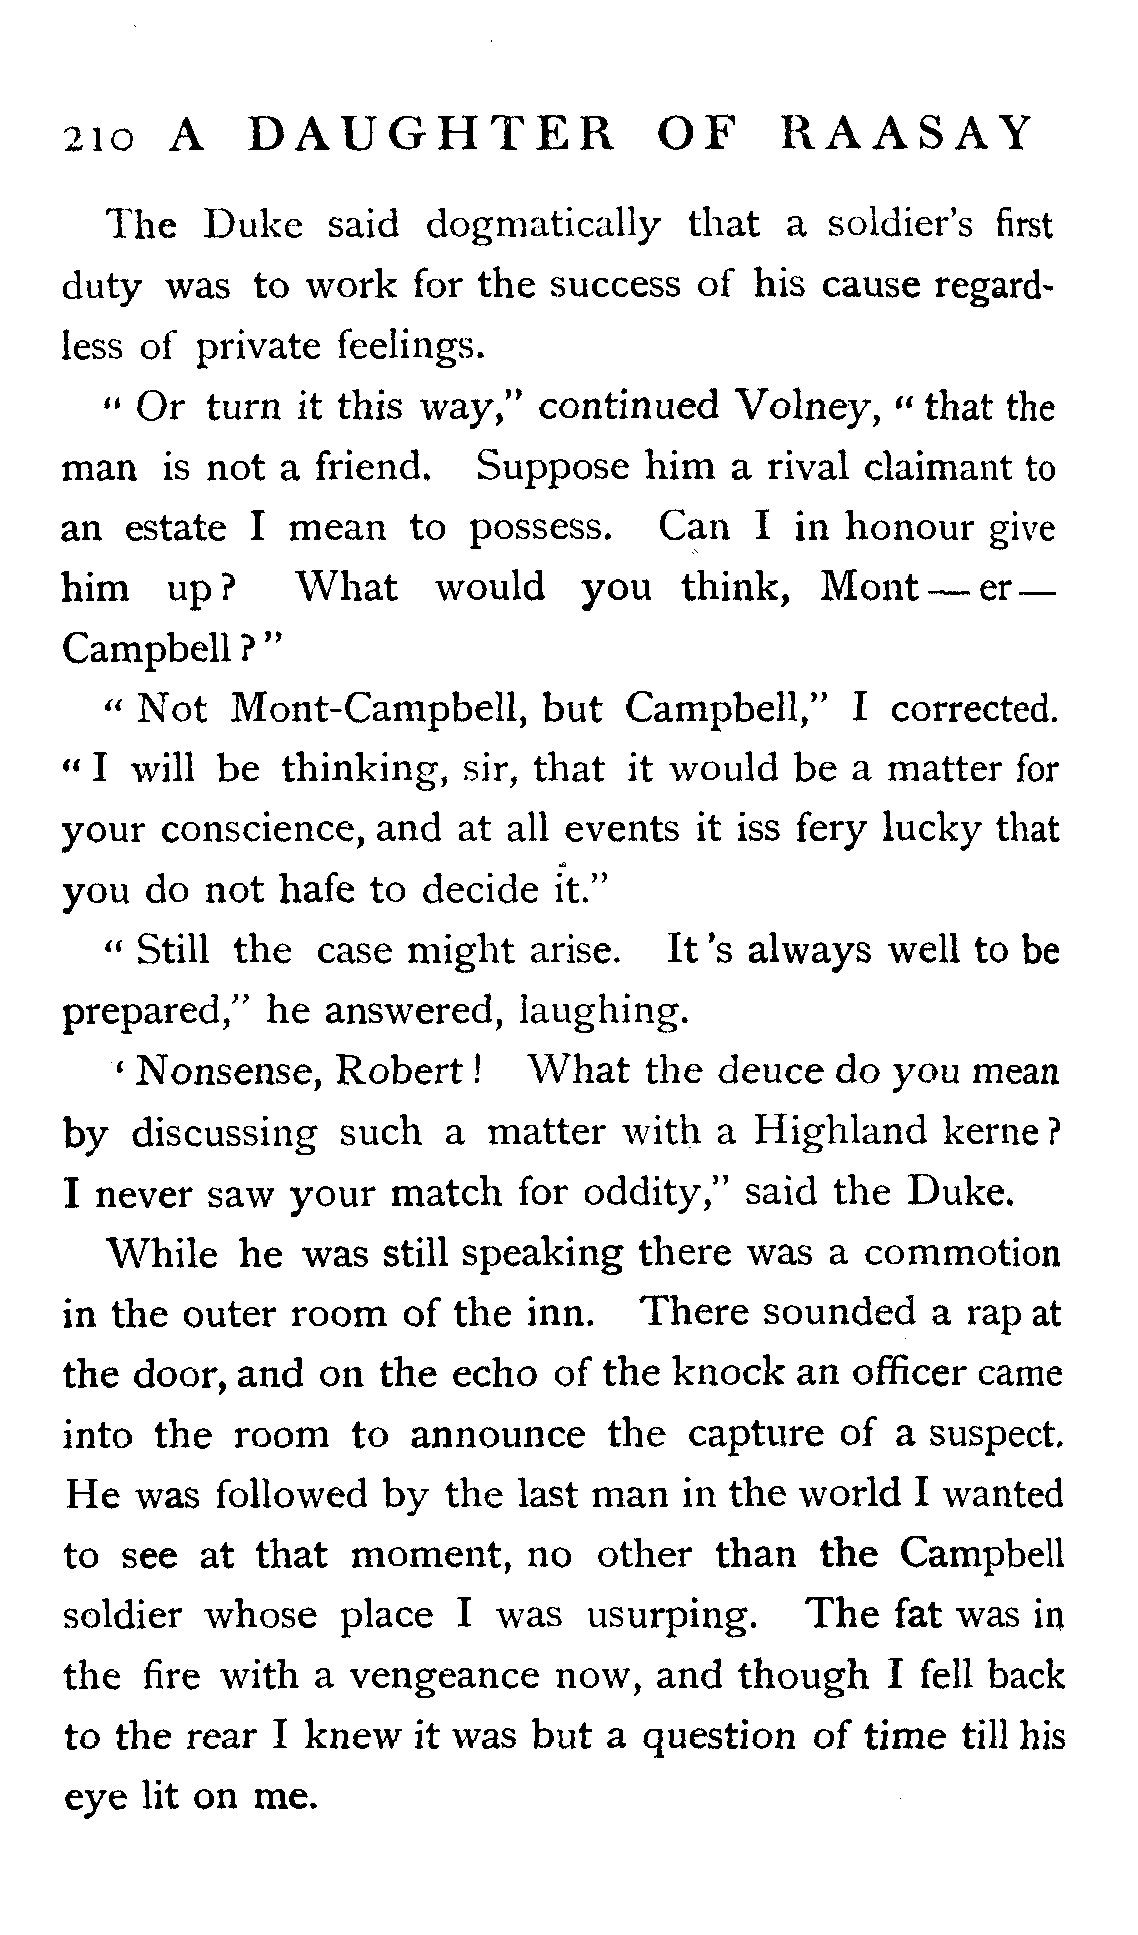 210 A DAUGHTER OF RAASAY
The Duke said dogmatically that a soldier's first
duty was to work for the success of his cause regard-
less of private feelings.
" Or turn it this way," continued Volney, " that the
man is not a friend. Suppose him a rival claimant to
an estate I mean to possess. Can I in honour give
him up? What would you think, Mont — er —
Campbell?"
" Not Mont-Campbell, but Campbell," I corrected.
" I will be thinking, sir, that it would be a matter for
your conscience, and at all events it iss fery lucky that
you do not hafe to decide it."
" Still the case might arise. It 's always well to be
prepared," he answered, laughing.
' Nonsense, Robert! What the deuce do you mean
by discussing such a matter with a Highland kerne?
I never saw your match for oddity," said the Duke.
While he was still speaking there was a commotion
in the outer room of the inn. There sounded a rap at
the door, and on the echo of the knock an officer came
into the room to announce the capture of a suspect.
He was followed by the last man in the world I wanted
to see at that moment, no other than the Campbell
soldier whose place I was usurping. The fat was in
the fire with a vengeance now, and though I fell back
to the rear I knew it was but a question of time till his
eye lit on me.